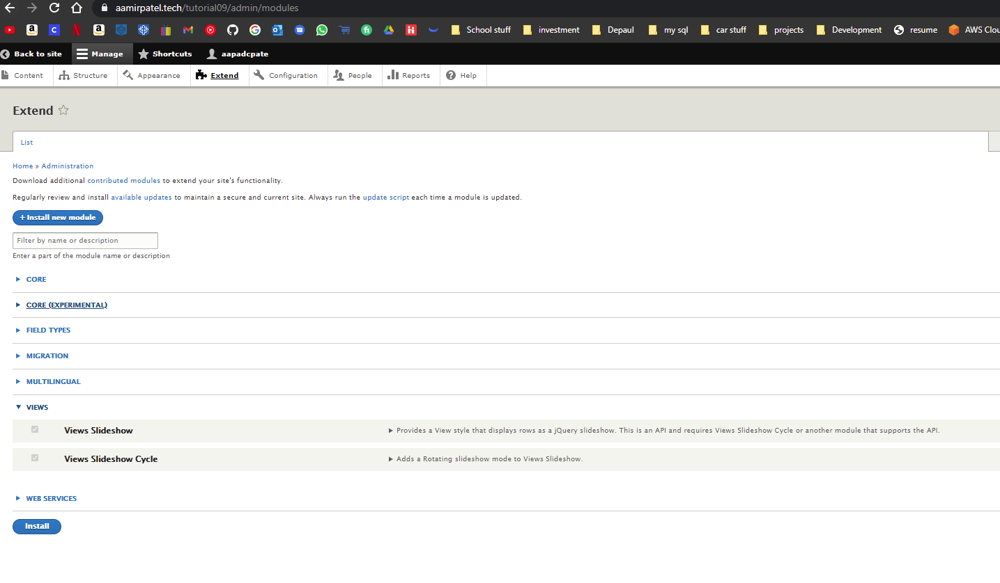 aamirpatel.tech/tutorial09/admin/modules
School stuff investment Depaul my sql car stuff projects Development resume AWS Clou
Back to site Manage Shortcuts aapadcpate
Content Structure Appearance Extend Configuration People Reports Help
Extend
List
Home » Administration
Download additional contributed modules to extend your site's functionality.
Regularly review and install available updates to maintain a secure and current site. Always run the update script each time a module is updated.
+ Install new module
Filter by name or description
Enter a part of the module name or description
CORE
CORE (EXPERIMENTAL)
FIELD TYPES
MIGRATION
MULTILINGUAL
VIEWS
Views Slideshow Provides a View style that displays rows as a jQuery slideshow. This is an API and requires Views Slideshow Cycle or another module that supports the API.
Views Slideshow Cycle Adds a Rotating slideshow mode to Views Slideshow.
WEB SERVICES
Install